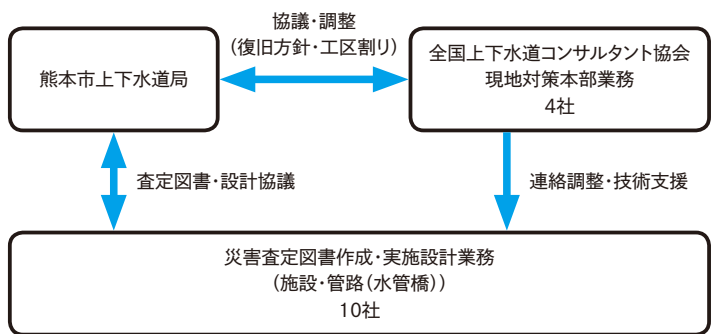 協議・調整
（復旧方針・工区割り）
熊本市上下水道局
全国上下水道コンサルタント協会
現地対策本部業務
4社
査定図書・設計協議
連絡調整・技術支援
災害査定図書作成・実施設計業務
（施設・管路（水管橋））
10社